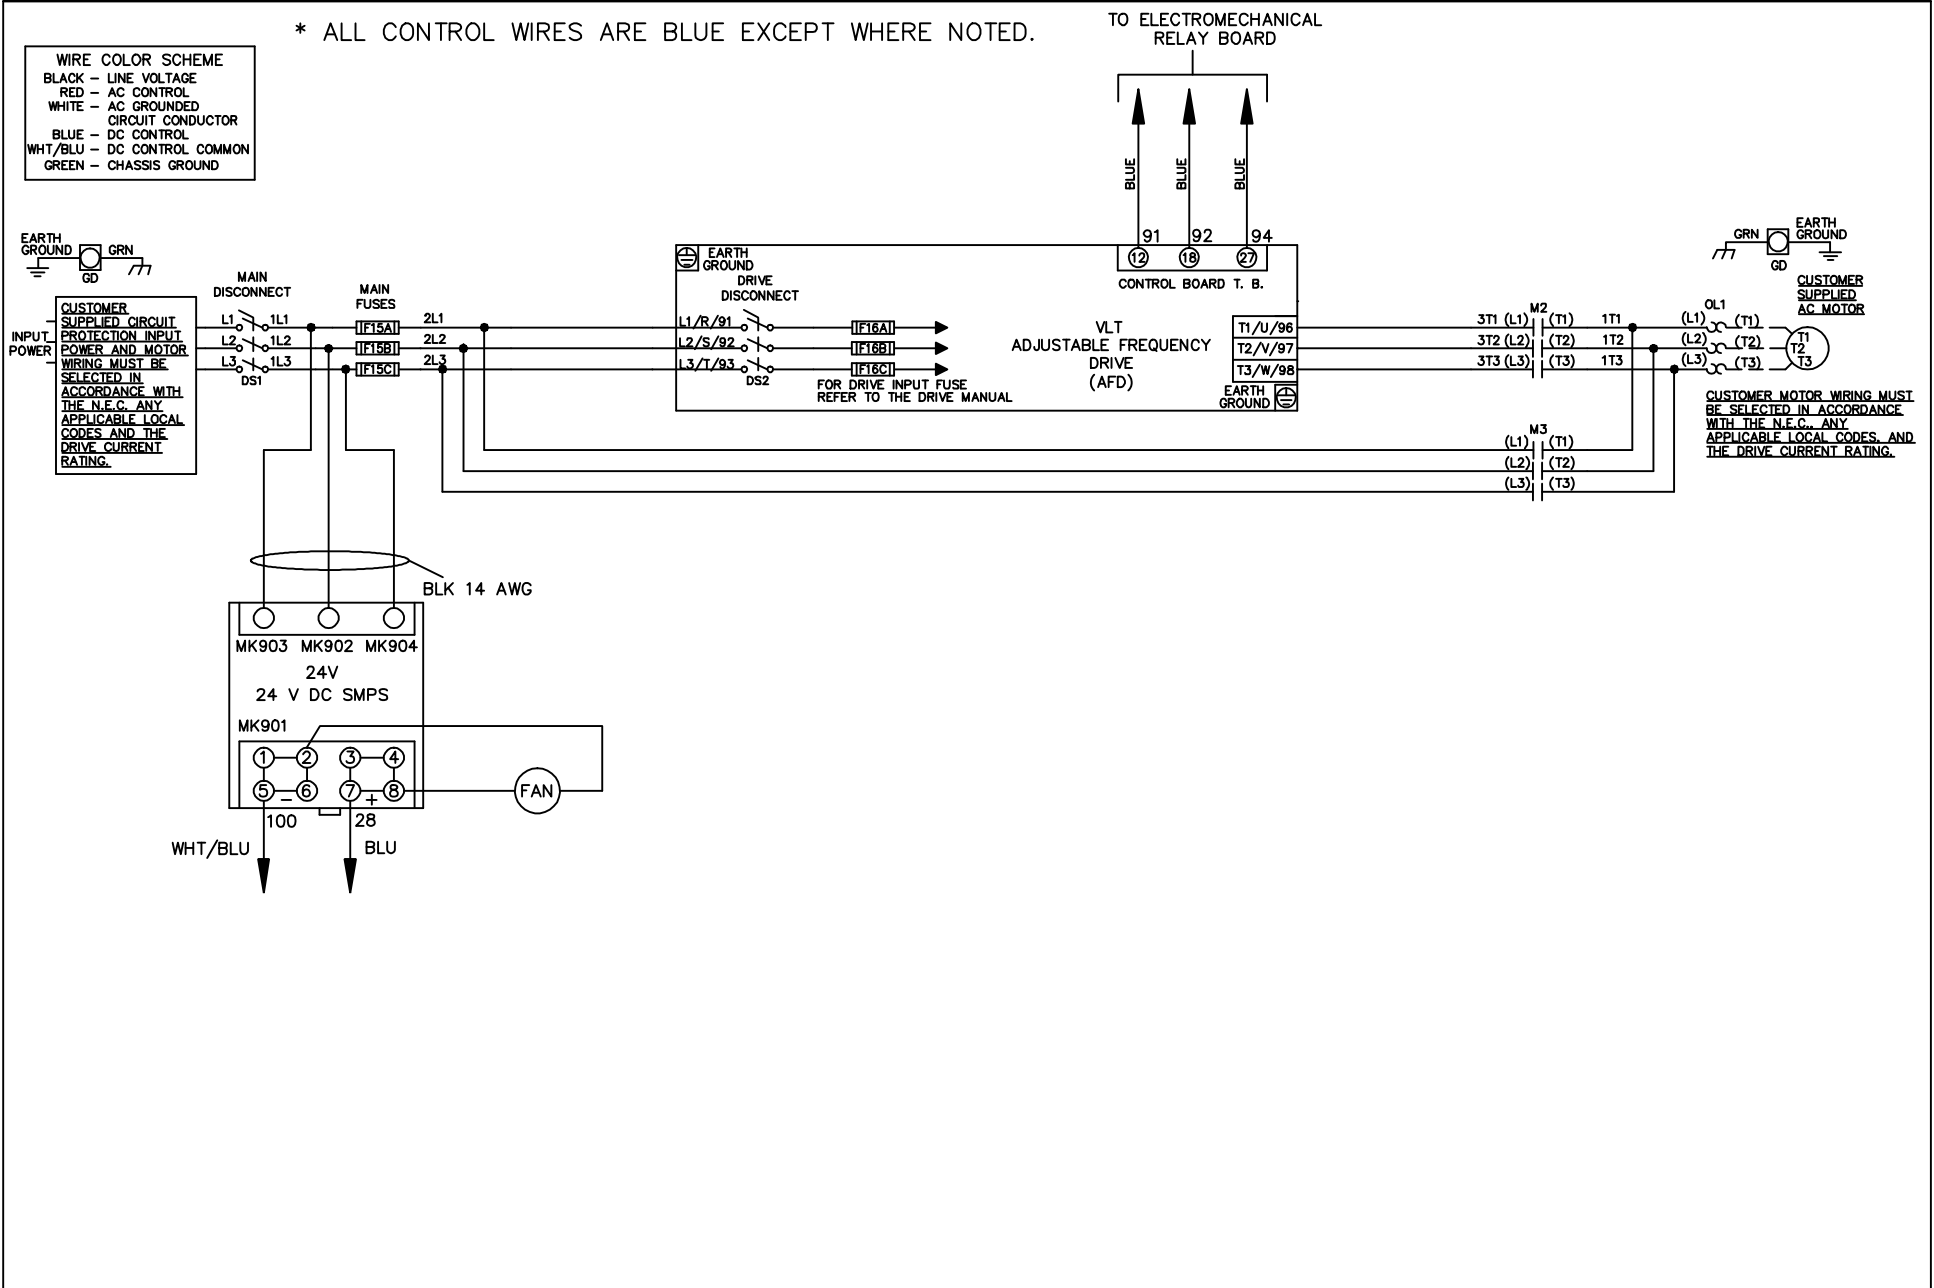 * ALL CONTROL WIRES ARE BLUE EXCEPT WHERE NOTED.
TO ELECTROMECHANICAL
RELAY BOARD
WIRE COLOR SCHEME
BLACK – LINE VOLTAGE
RED – AC CONTROL
WHITE – AC GROUNDED
CIRCUIT CONDUCTOR
BLUE – DC CONTROL
WHT/BLU – DC CONTROL COMMON
GREEN – CHASSIS GROUND
BLUE
BLUE
BLUE
91
92
94
12
18
27
CONTROL BOARD T. B.
EARTH
GROUND
GRN
GD
INPUT
POWER
CUSTOMER
SUPPLIED CIRCUIT
PROTECTION INPUT
POWER AND MOTOR
WIRING MUST BE
SELECTED IN
ACCORDANCE WITH
THE N.E.C. ANY
APPLICABLE LOCAL
CODES AND THE
DRIVE CURRENT
RATING.
MAIN
DISCONNECT
L1
1L1
L2
1L2
L3
1L3
DS1
MAIN
FUSES
F15A
F15B
F15C
2L1
2L2
2L3
EARTH
GROUND
DRIVE
DISCONNECT
L1/R/91
L2/S/92
L3/T/93
DS2
F16A
F16B
F16C
FOR DRIVE INPUT FUSE
REFER TO THE DRIVE MANUAL
VLT
ADJUSTABLE FREQUENCY
DRIVE
(AFD)
T1/U/96
T2/V/97
T3/W/98
EARTH
GROUND
M2
3T1 (L1) (T1) 1T1
3T2 (L2) (T2) 1T2
3T3 (L3) (T3) 1T3
M3
(L1) (T1)
(L2) (T2)
(L3) (T3)
OL1
(L1) (T1)
(L2) (T2)
(L3) (T3)
T1
T2
T3
GRN
EARTH
GROUND
GD
CUSTOMER
SUPPLIED
AC MOTOR
CUSTOMER MOTOR WIRING MUST
BE SELECTED IN ACCORDANCE
WITH THE N.E.C., ANY
APPLICABLE LOCAL CODES, AND
THE DRIVE CURRENT RATING.
BLK 14 AWG
MK903 MK902 MK904
24V
24 V DC SMPS
MK901
1 2 3 4
5 – 6 7 + 8
FAN
100
28
WHT/BLU
BLU